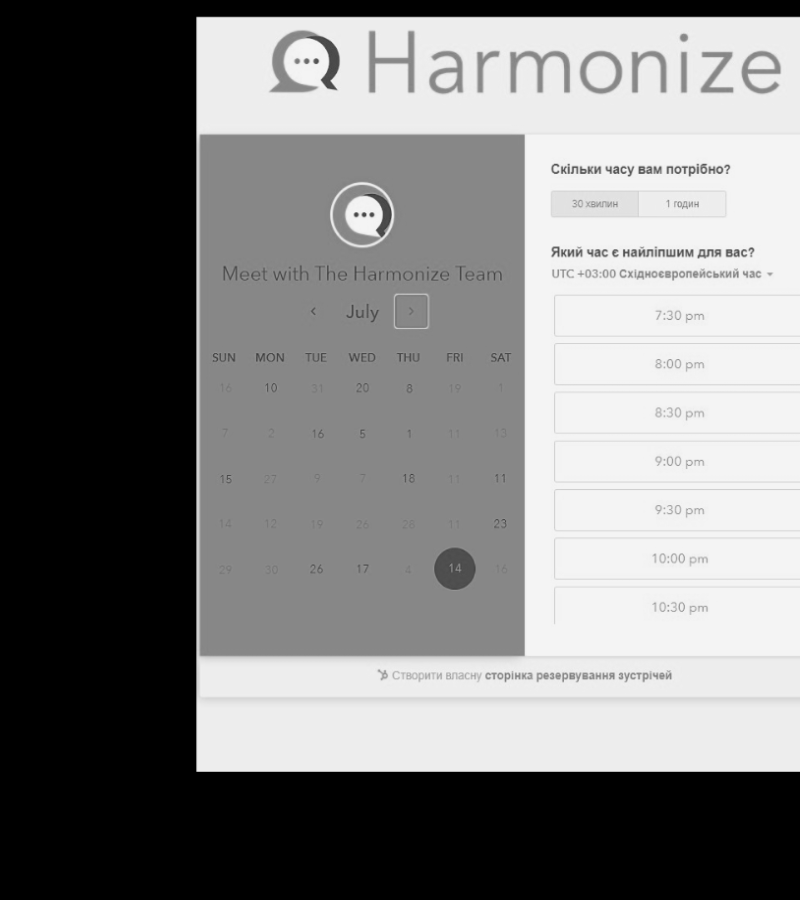 Harmonize
Meet with The Harmonize Team
July
SUN MON TUE WED THU FRI SAT
16 10 31 20 8 19 1
7 2 16 5 1 11 13
15 27 9 7 18 11 11
14 12 19 26 28 11 23
29 30 26 17 4 14 16
Скільки часу вам потрібно?
30 хвилин 1 годин
Який час є найліпшим для вас?
UTC +03:00 Східноєвропейський час
7:30 pm
8:00 pm
8:30 pm
9:00 pm
9:30 pm
10:00 pm
10:30 pm
Створити власну сторінка резервування зустрічей